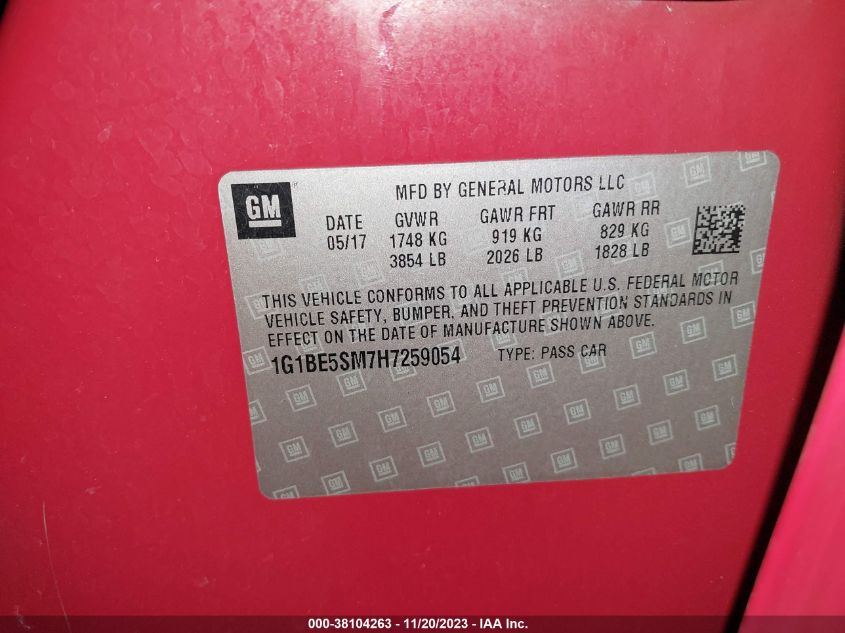 GM
MFD BY GENERAL MOTORS LLC
DATE GVWR GAWR FRT GAWR RR
05/17 1748 KG 919 KG 829 KG
3854 LB 2026 LB 1828 LB
THIS VEHICLE CONFORMS TO ALL APPLICABLE U.S. FEDERAL MOTOR
VEHICLE SAFETY, BUMPER, AND THEFT PREVENTION STANDARDS IN
EFFECT ON THE DATE OF MANUFACTURE SHOWN ABOVE.
1G1BE5SM7H7259054 TYPE: PASS CAR
000-38104263 - 11/20/2023 - IAA Inc.